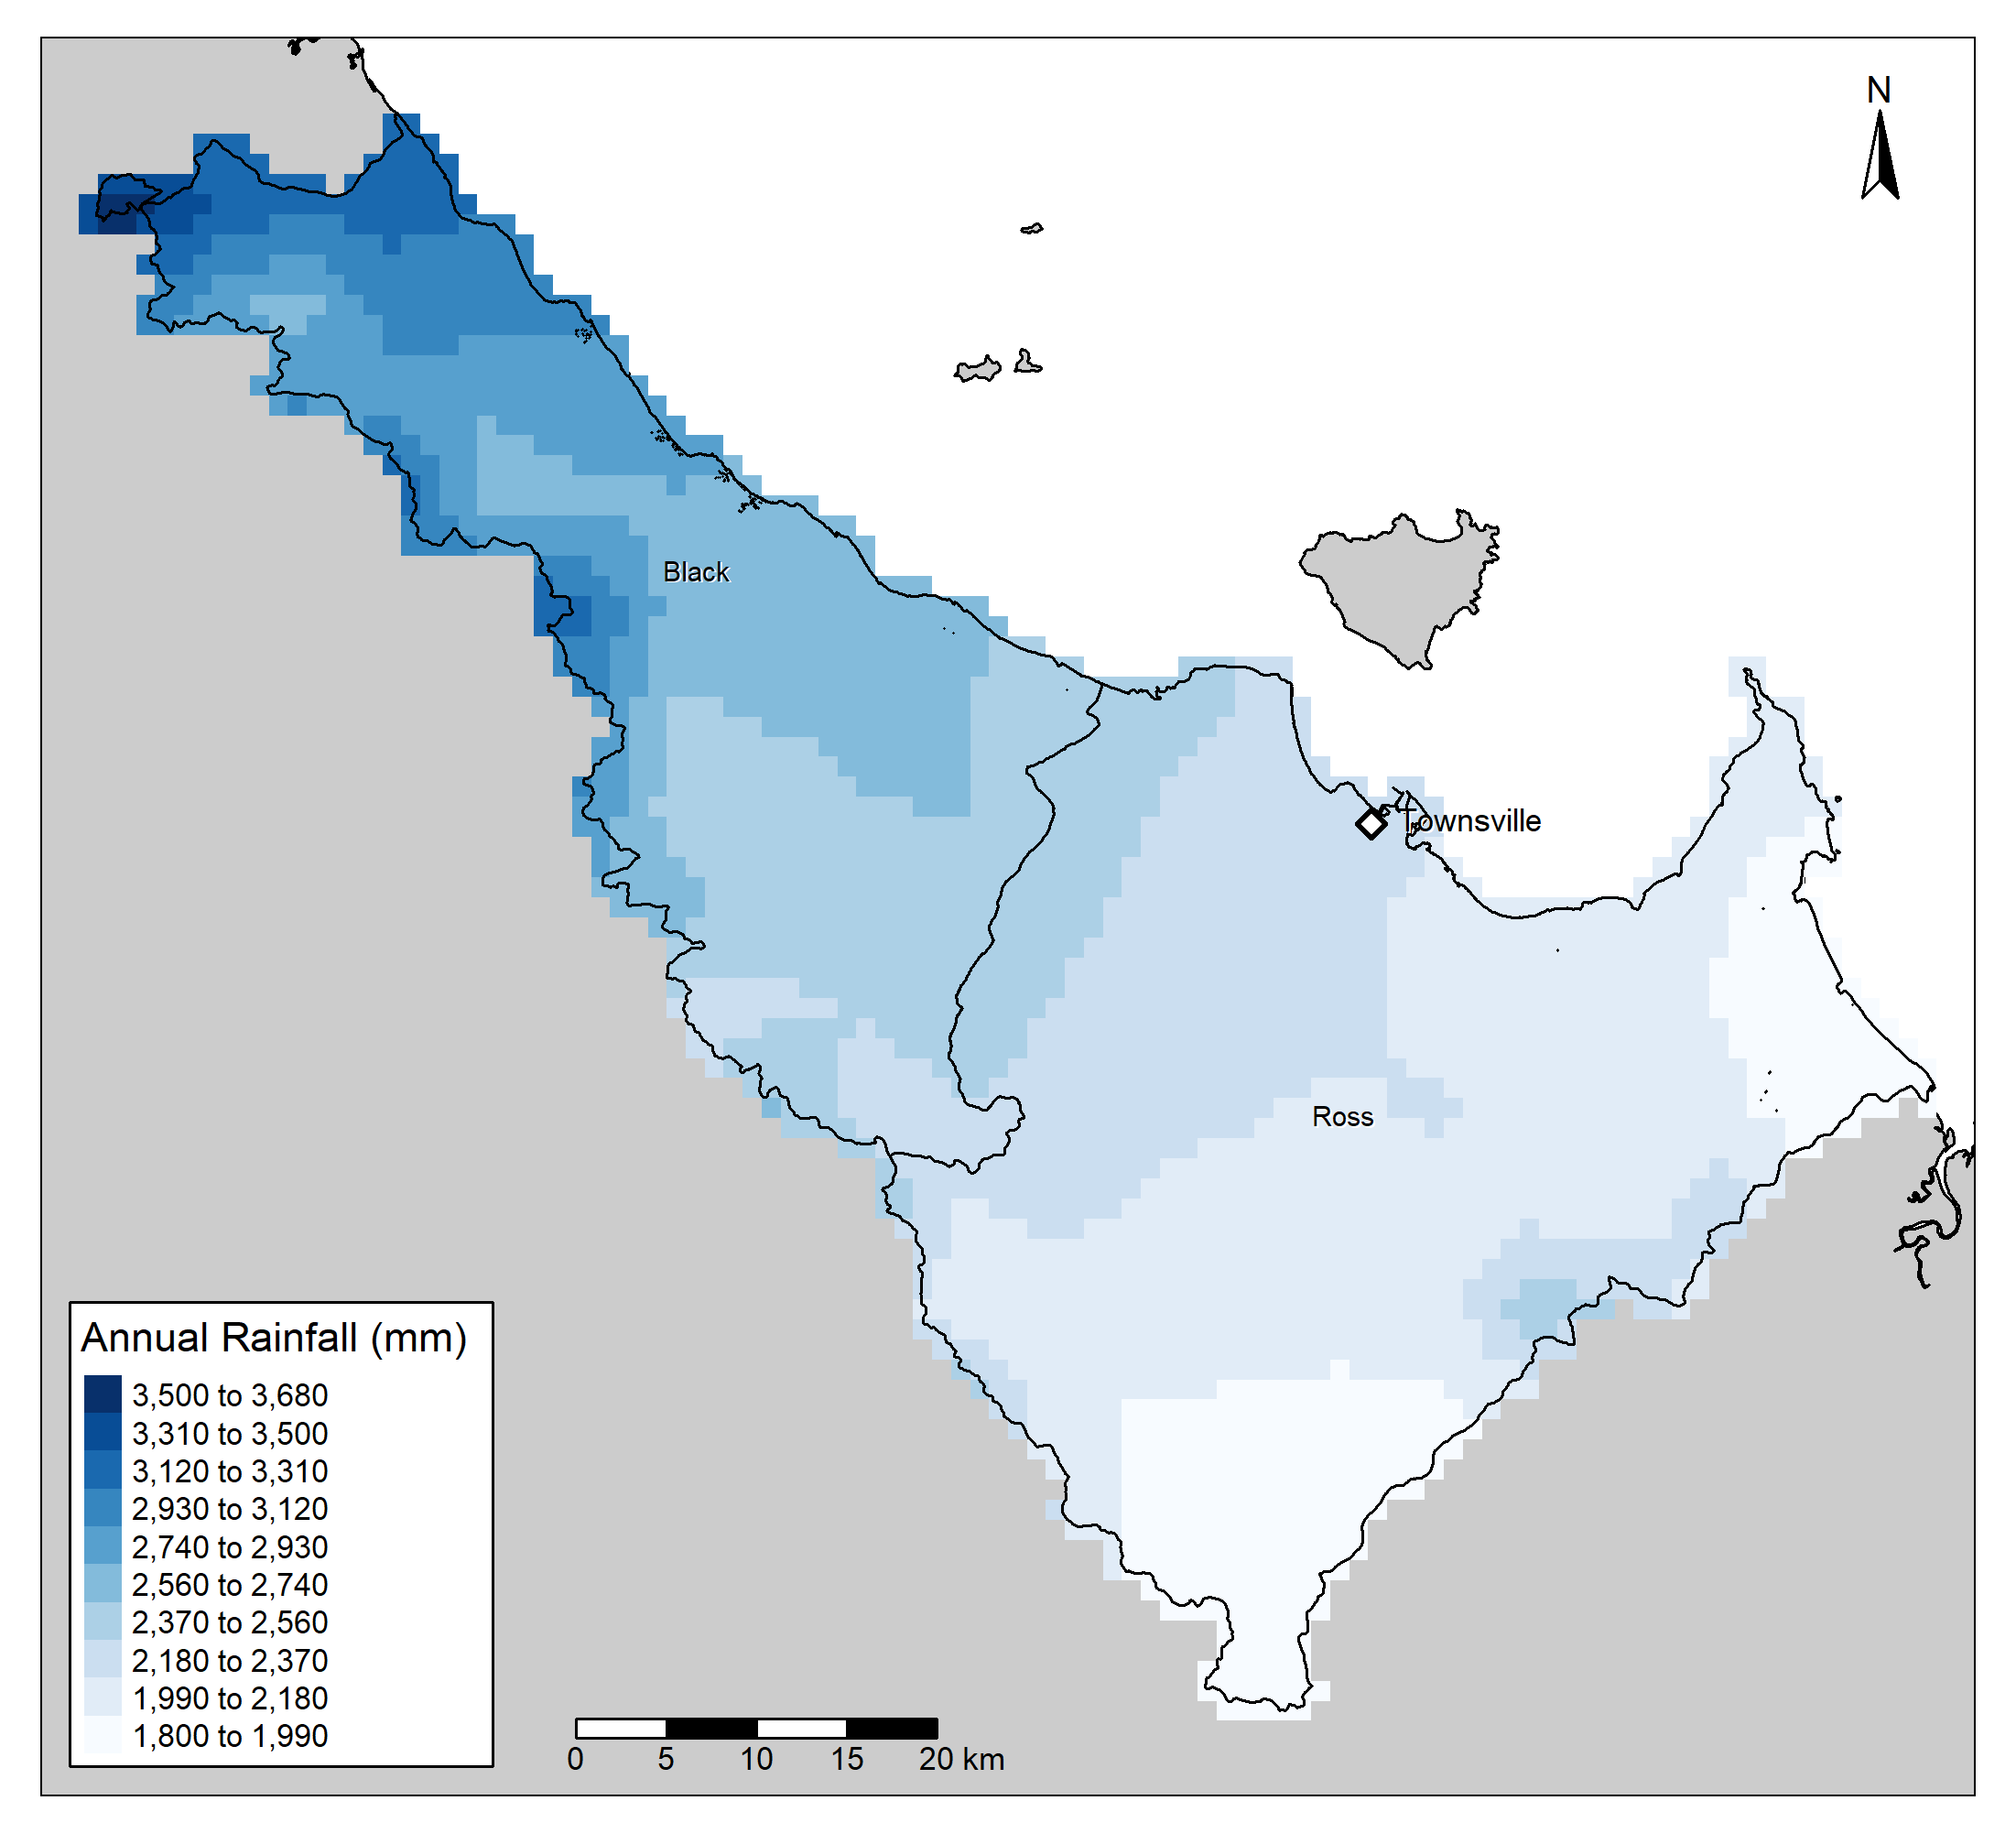 N
Black
Townsville
Ross
Annual Rainfall (mm)
3,500 to 3,680
3,310 to 3,500
3,120 to 3,310
2,930 to 3,120
2,740 to 2,930
2,560 to 2,740
2,370 to 2,560
2,180 to 2,370
1,990 to 2,180
1,800 to 1,990
0 5 10 15 20 km